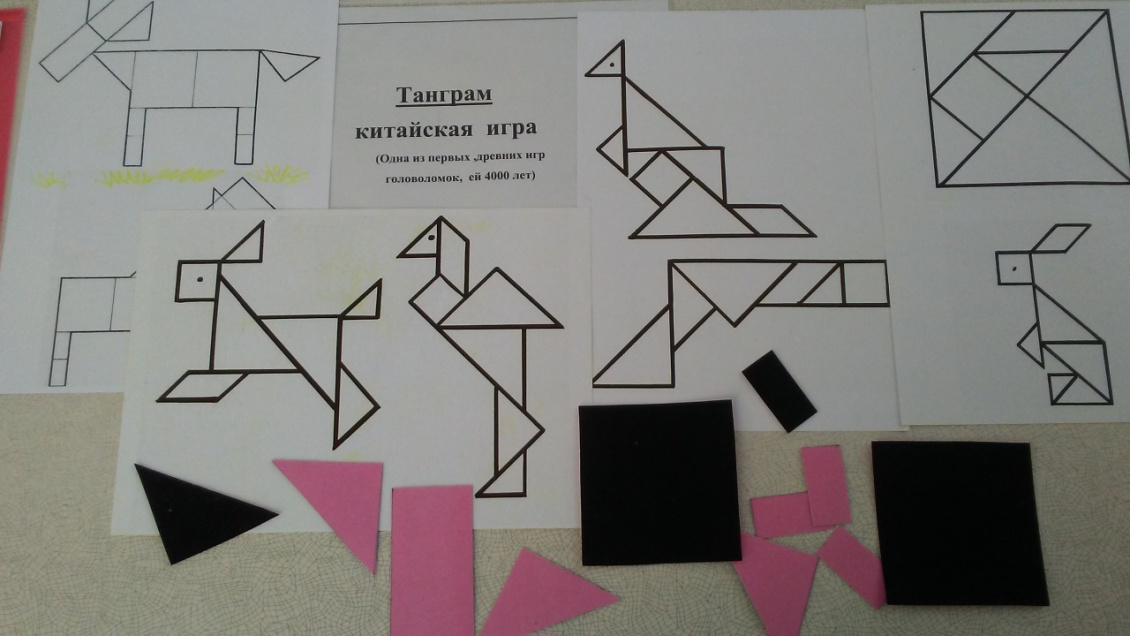 Танграм
китайская игра
(Одна из первых ,древних игр
головоломок, ей 4000 лет)